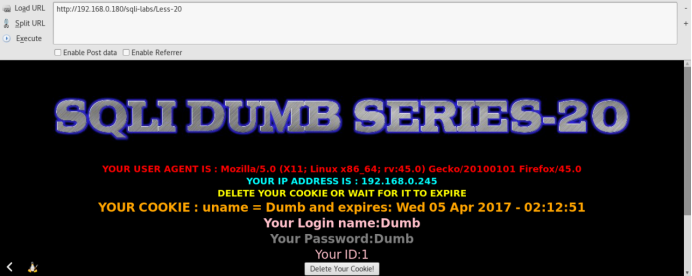 Load URL
http://192.168.0.180/sqli-labs/Less-20
Split URL
Execute
Enable Post data Enable Referrer
SQLI DUMB SERIES-20
YOUR USER AGENT IS : Mozilla/5.0 (X11; Linux x86_64; rv:45.0) Gecko/20100101 Firefox/45.0
YOUR IP ADDRESS IS : 192.168.0.245
DELETE YOUR COOKIE OR WAIT FOR IT TO EXPIRE
YOUR COOKIE : uname = Dumb and expires: Wed 05 Apr 2017 - 02:12:51
Your Login name:Dumb
Your Password:Dumb
Your ID:1
Delete Your Cookie!